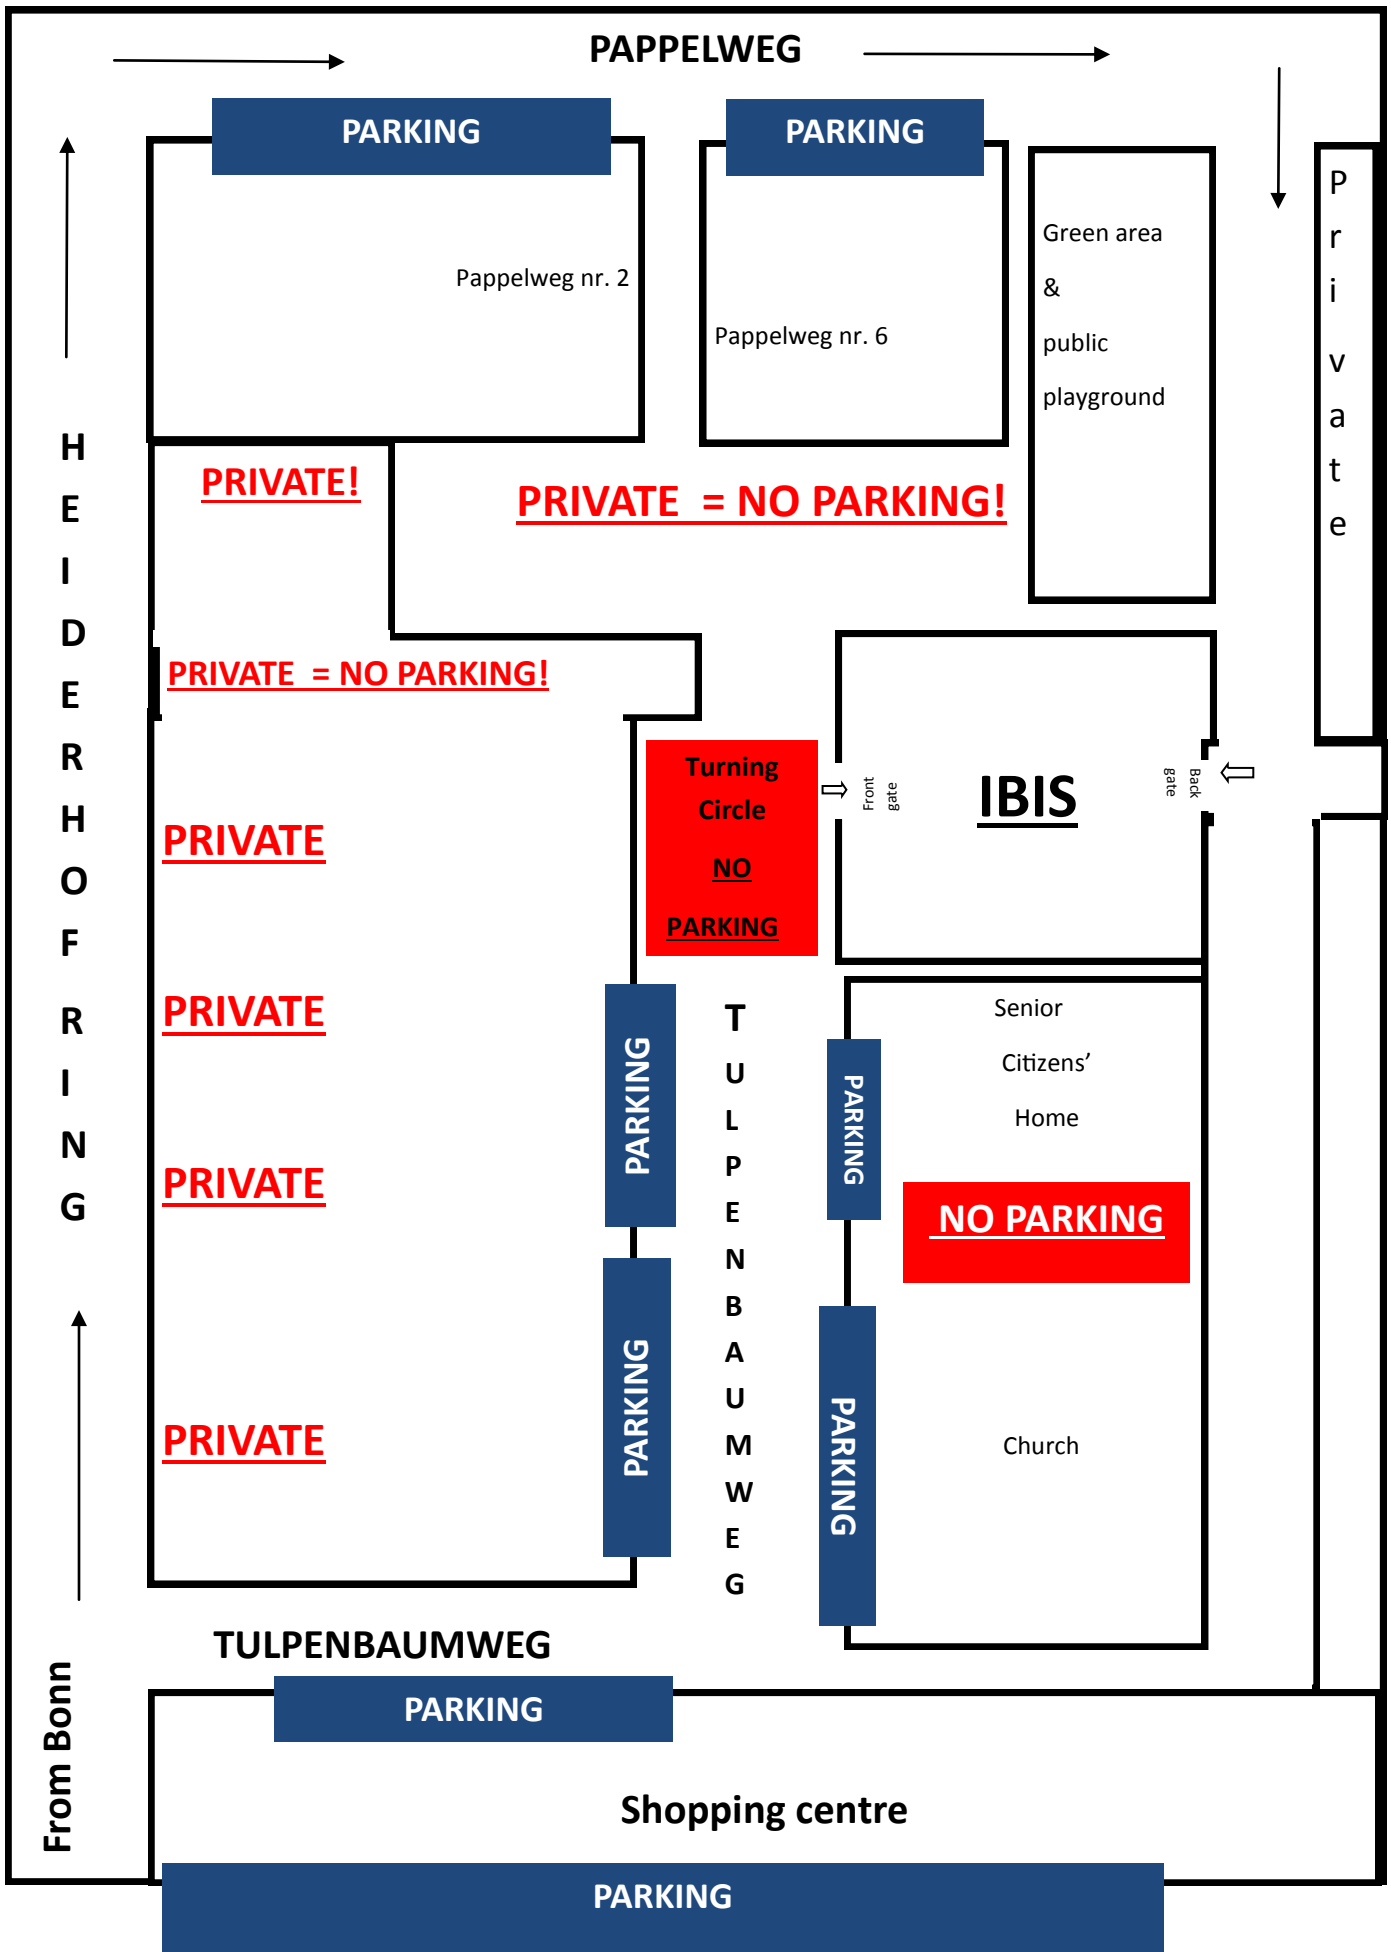 PAPPELWEG
PARKING
PARKING
Pappelweg nr. 2
Pappelweg nr. 6
Green area
&
public
playground
Private
HEIDERHOF RING
PRIVATE!
PRIVATE = NO PARKING!
PRIVATE = NO PARKING!
Turning
Circle
NO
PARKING
Front
gate
IBIS
Back
gate
PRIVATE
PRIVATE
PRIVATE
PRIVATE
PARKING
PARKING
TULPENBAUMWEG
PARKING
PARKING
Senior
Citizens’
Home
NO PARKING
Church
TULPENBAUMWEG
PARKING
From Bonn
Shopping centre
PARKING